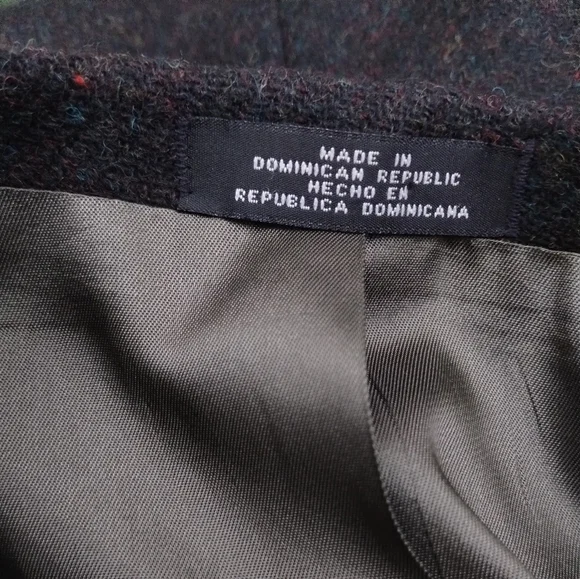 MADE IN
DOMINICAN REPUBLIC
HECHO EN
REPUBLICA DOMINICANA